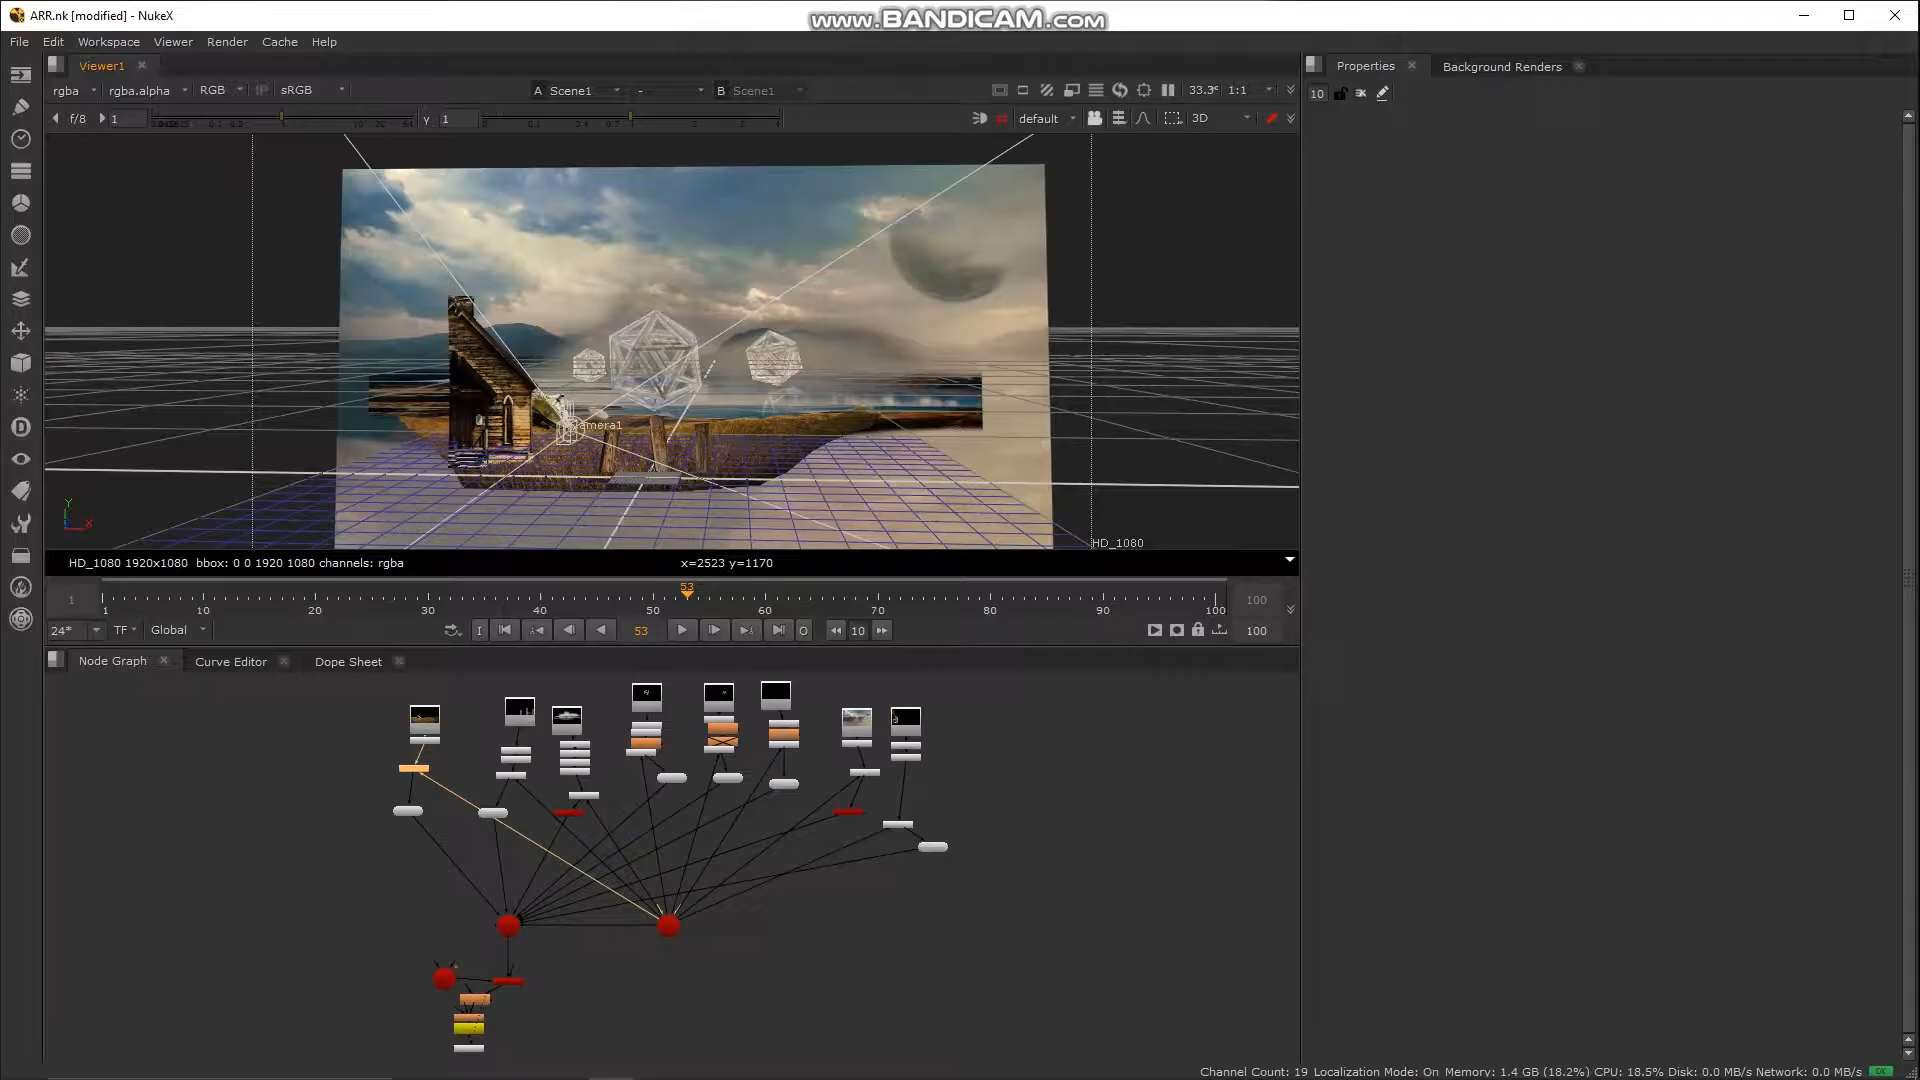 ARR.nk [modified] - NukeX
www.BANDICAM.com
File Edit Workspace Viewer Render Cache Help
Viewer1
Properties
Background Renders
rgba rgba.alpha RGB IP sRGB A Scene1 - B Scene1 33.3 1:1
10
f/8 1 y 1 default 3D
Camera1
Y
X
HD_1080
HD_1080 1920x1080 bbox: 0 0 1920 1080 channels: rgba x=2523 y=1170
53
1 1 10 20 30 40 50 60 70 80 90 100 100
24* TF Global I 53 O 10 100
Node Graph Curve Editor Dope Sheet
Channel Count: 19 Localization Mode: On Memory: 1.4 GB (18.2%) CPU: 18.5% Disk: 0.0 MB/s Network: 0.0 MB/s OK